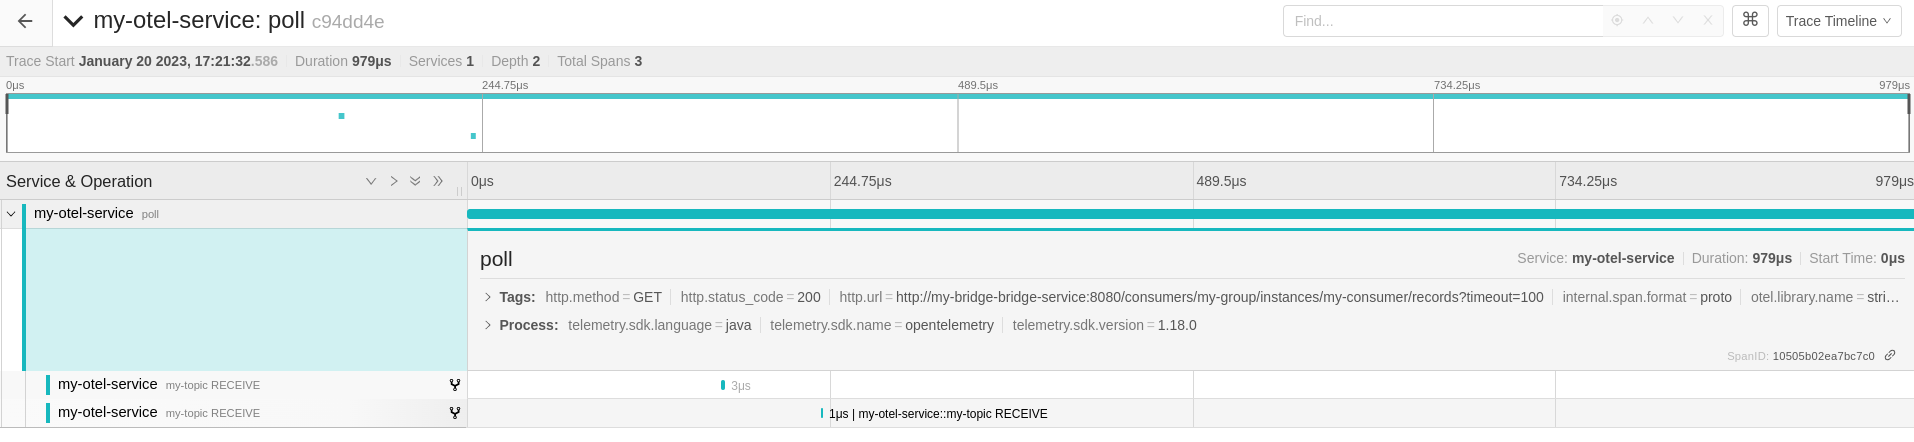 my-otel-service: poll c94dd4e
Find...
⌘
Trace Timeline
Trace Start January 20 2023, 17:21:32.586 Duration 979μs Services 1 Depth 2 Total Spans 3
0μs 244.75μs 489.5μs 734.25μs 979μs
Service & Operation 0μs 244.75μs 489.5μs 734.25μs 979μs
my-otel-service poll
poll Service: my-otel-service Duration: 979μs Start Time: 0μs
Tags: http.method = GET http.status_code = 200 http.url = http://my-bridge-bridge-service:8080/consumers/my-group/instances/my-consumer/records?timeout=100 internal.span.format = proto otel.library.name = stri...
Process: telemetry.sdk.language = java telemetry.sdk.name = opentelemetry telemetry.sdk.version = 1.18.0
SpanID: 10505b02ea7bc7c0
my-otel-service my-topic RECEIVE 3μs
my-otel-service my-topic RECEIVE 1μs | my-otel-service::my-topic RECEIVE